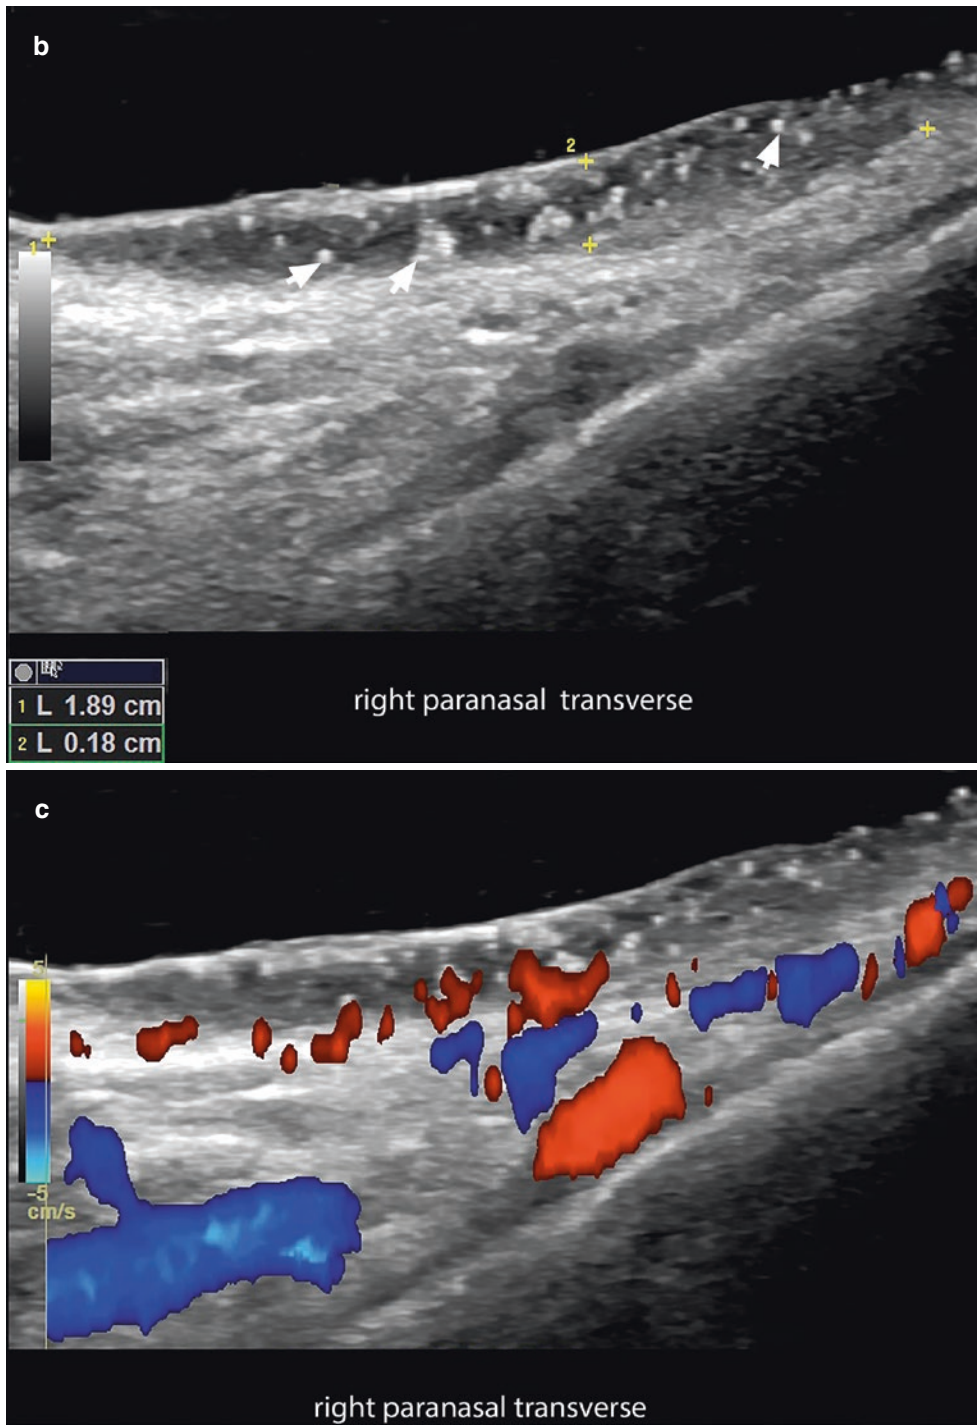 b
2
1
1 L 1.89 cm
2 L 0.18 cm
right paranasal transverse
c
5
-5
cm/s
right paranasal transverse